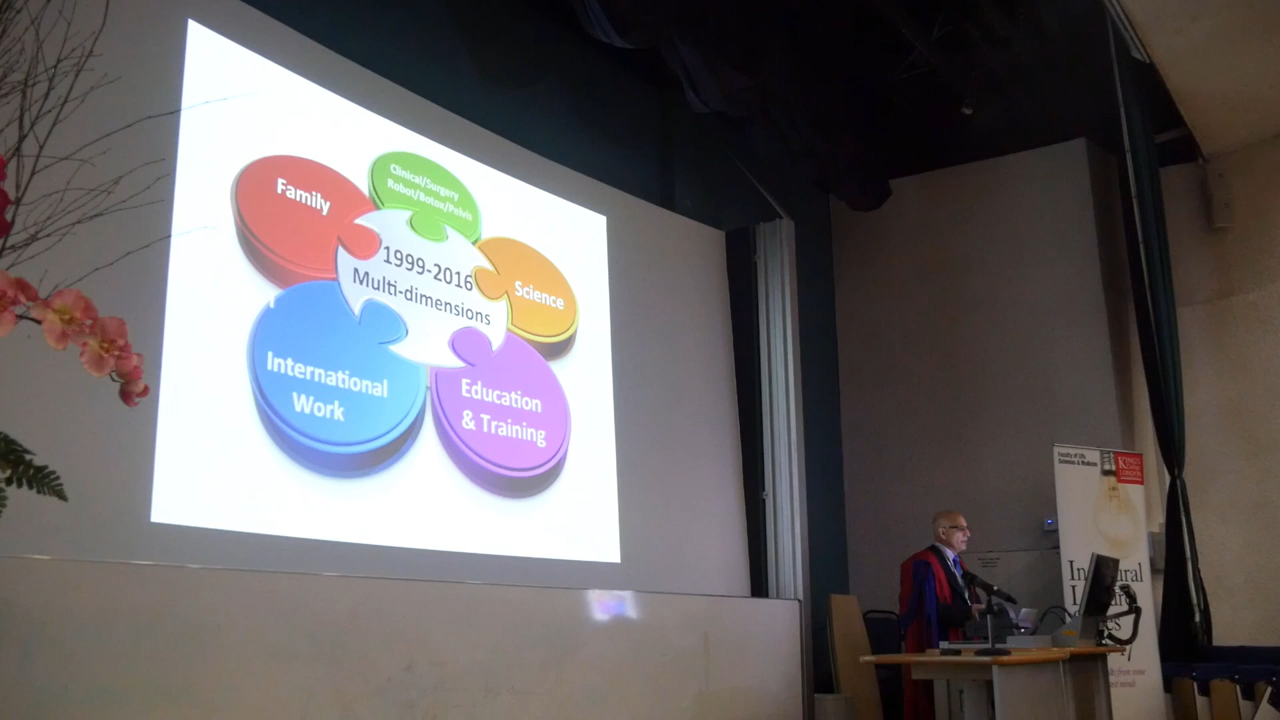 Family
Clinical/Surgery
Robot/Botox/Pelvis
1999-2016
Multi-dimensions
Science
International
Work
Education
& Training
Faculty of Life
Sciences & Medicine
KING'S
College
LONDON